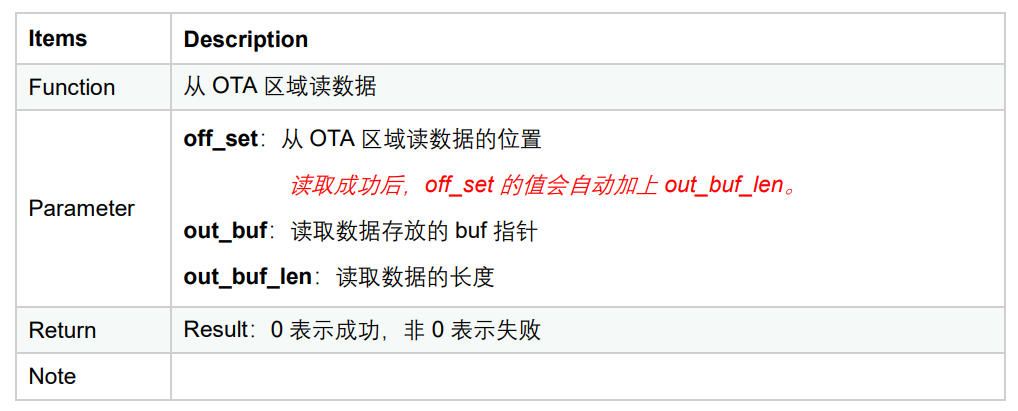 Items Description
Function 从 OTA 区域读数据
Parameter
off_set：从 OTA 区域读数据的位置
读取成功后，off_set 的值会自动加上 out_buf_len。
out_buf：读取数据存放的 buf 指针
out_buf_len：读取数据的长度
Return Result：0 表示成功，非 0 表示失败
Note